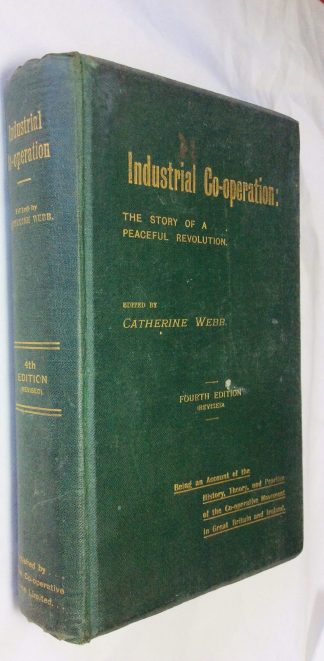 Industrial
Co-operation
Edited by
CATHERINE WEBB.
4th
EDITION
(REVISED).
Published by
Co-operative
Limited.
Industrial Co-operation:
THE STORY OF A
PEACEFUL REVOLUTION.
EDITED BY
CATHERINE WEBB.
FOURTH EDITION
(REVISED)
Being an Account of the
History, Theory, and Practice
of the Co-operative Movement
in Great Britain and Ireland.